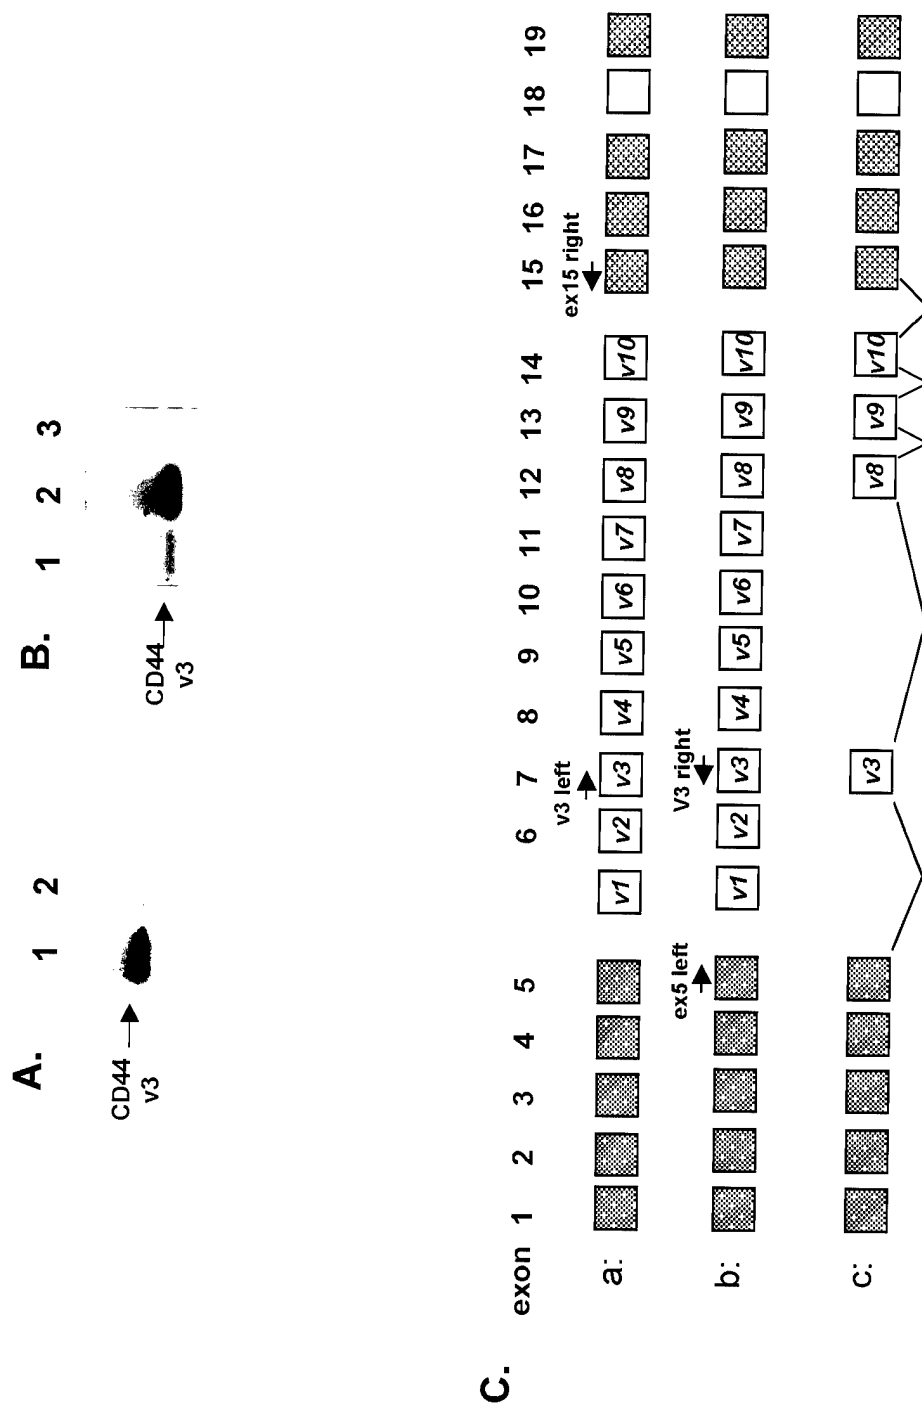 A.
1 2
CD44
v3
B.
1 2 3
CD44
v3
C.
exon 1 2 3 4 5 6 7 8 9 10 11 12 13 14 15 16 17 18 19
v3 left
ex15 right
a: v1 v2 v3 v4 v5 v6 v7 v8 v9 v10
ex5 left
V3 right
b: v1 v2 v3 v4 v5 v6 v7 v8 v9 v10
c: v3 v8 v9 v10